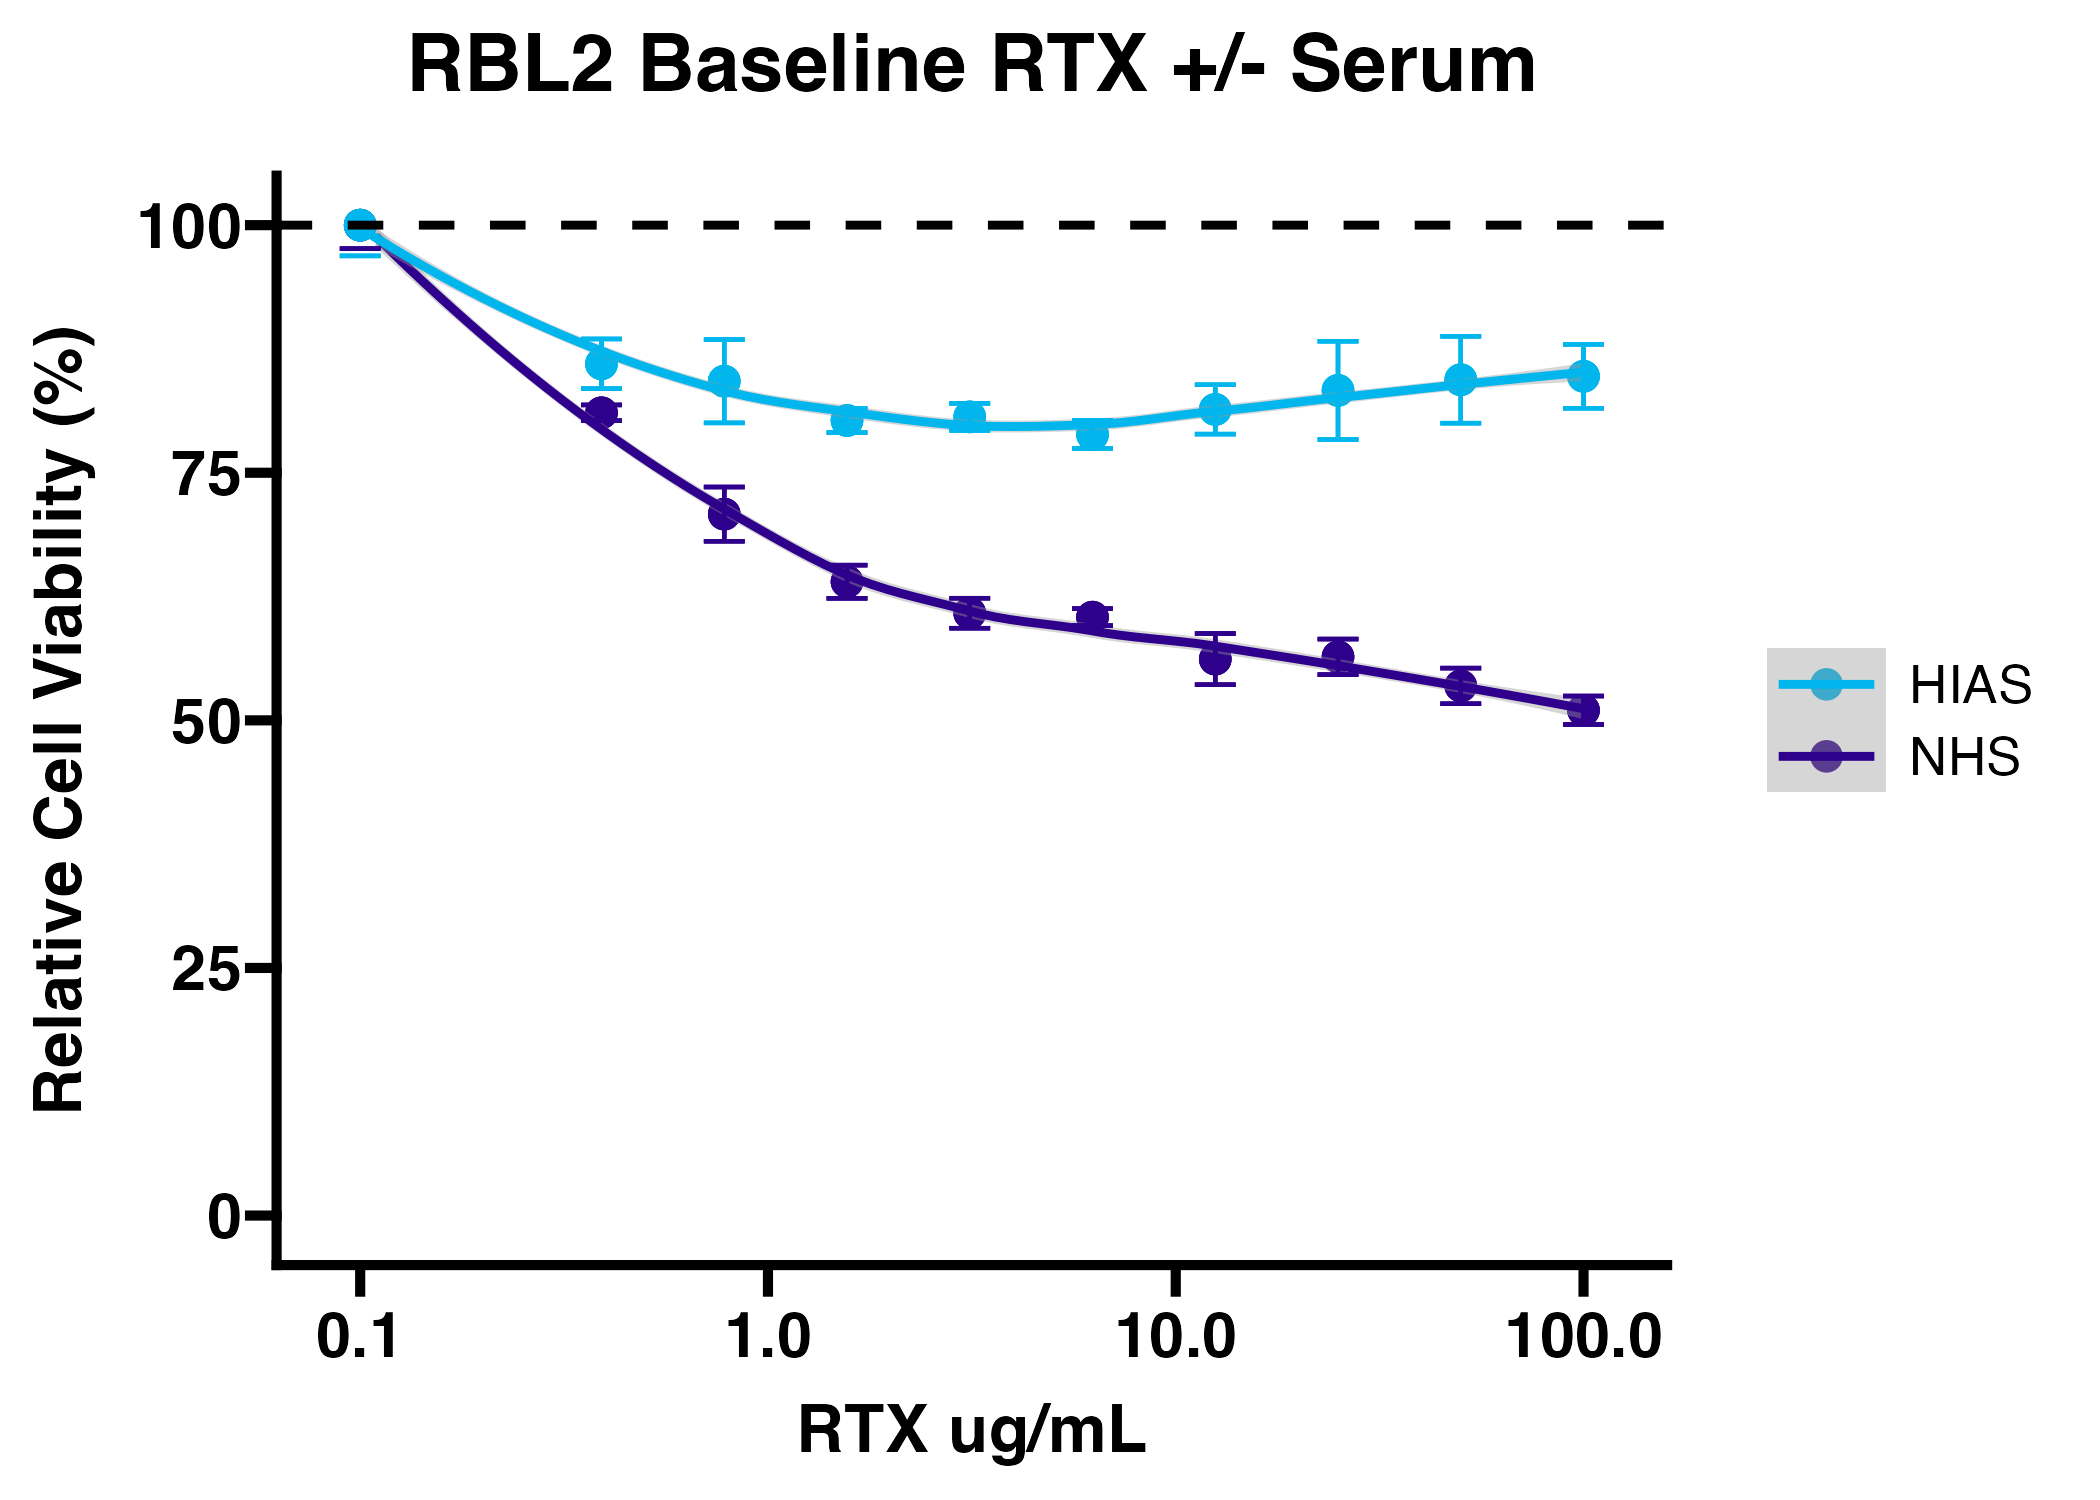 RBL2 Baseline RTX +/- Serum
Relative Cell Viability (%)
100
75
50
25
0
0.1
1.0
10.0
100.0
RTX ug/mL
HIAS
NHS